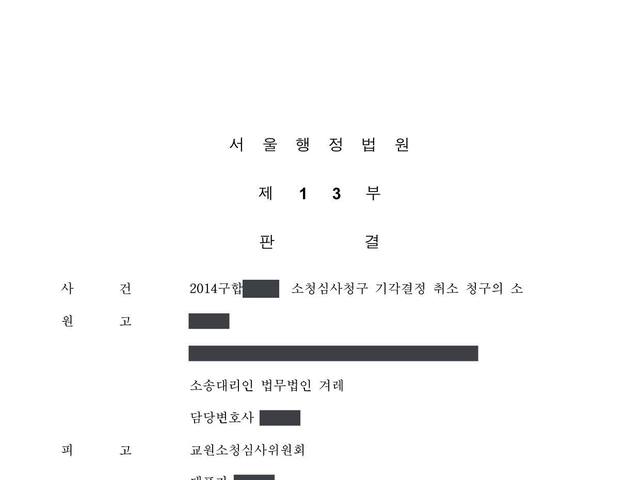 서 울 행 정 법 원
제 1 3 부
판 결
사 건 2014구합 소청심사청구 기각결정 취소 청구의 소
원 고
소송대리인 법무법인 겨레
담당변호사
피 고 교원소청심사위원회